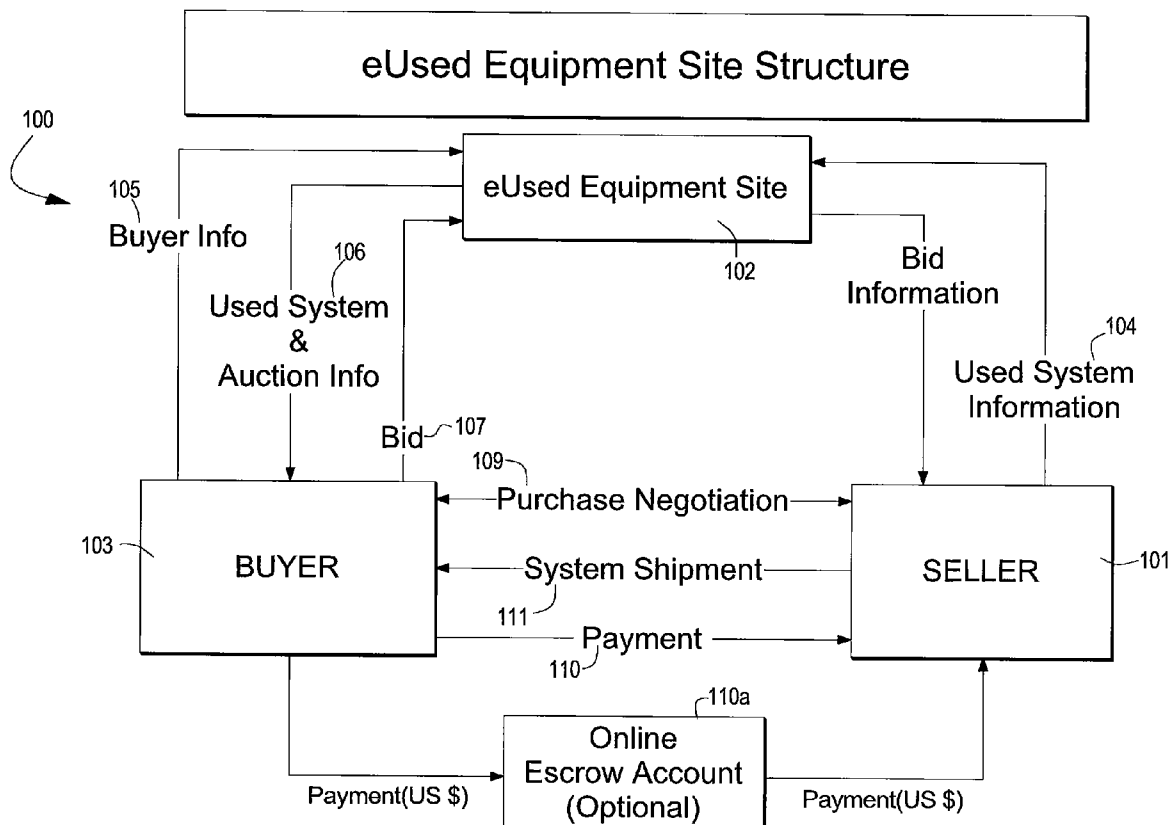 eUsed Equipment Site Structure
100
eUsed Equipment Site
102
105
Buyer Info
106
Used System
&
Auction Info
Bid
107
Bid
Information
104
Used System
Information
109
Purchase Negotiation
103
BUYER
System Shipment
111
SELLER
101
Payment
110
110a
Online
Escrow Account
(Optional)
Payment(US $)
Payment(US $)